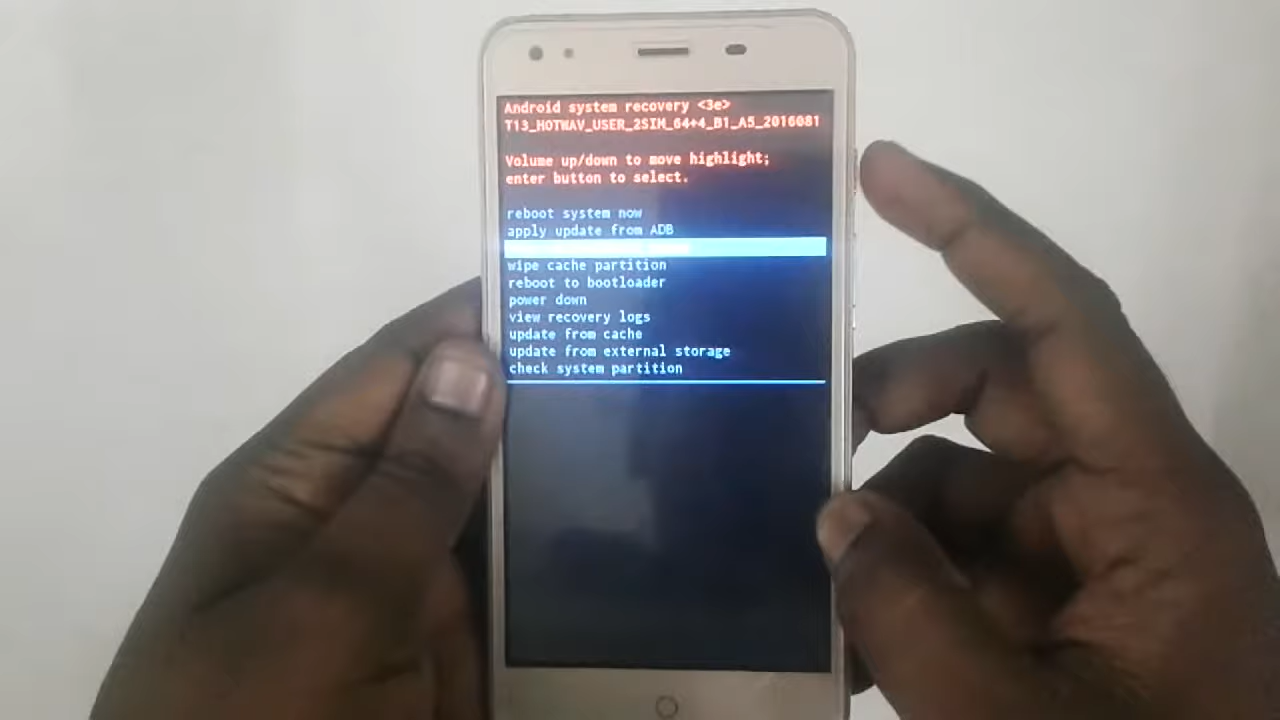 Android system recovery <3e>
T13_HOTWAV_USER_2SIM_64+4_B1_A5_2016081
Volume up/down to move highlight;
enter button to select.
reboot system now
apply update from ADB
wipe cache partition
reboot to bootloader
power down
view recovery logs
update from cache
update from external storage
check system partition